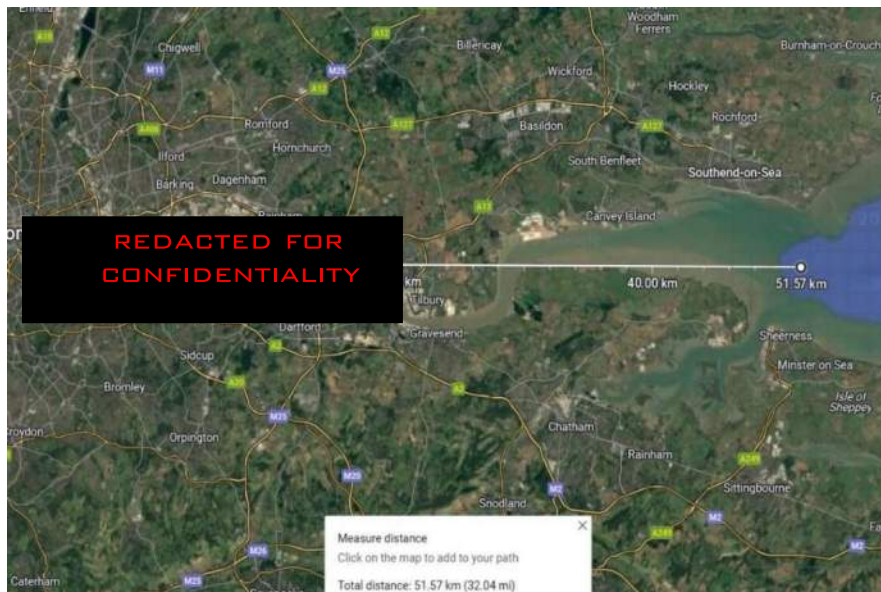 Enfield
A10
Chigwell
M11
M25
A12
Billericay
Woodham
Ferrers
Burnham-on-Crouch
Wickford
A12
Hockley
A406
Romford
A127
Basildon
A127
Rochford
Hornchurch
Ilford
Barking
Dagenham
South Benfleet
Southend-on-Sea
A13
Canvey Island
REDACTED FOR
CONFIDENTIALITY
km
40.00 km
51.57 km
Tilbury
Dartford
Gravesend
Sheerness
A2
Sidcup
Minster on Sea
Bromley
A20
A2
Isle of
Sheppey
Croydon
Orpington
M25
Chatham
Rainham
A249
M20
Sittingbourne
Snodland
M2
M2
A249
M2
M26
M25
Caterham
Measure distance
Click on the map to add to your path
Total distance: 51.57 km (32.04 mi)